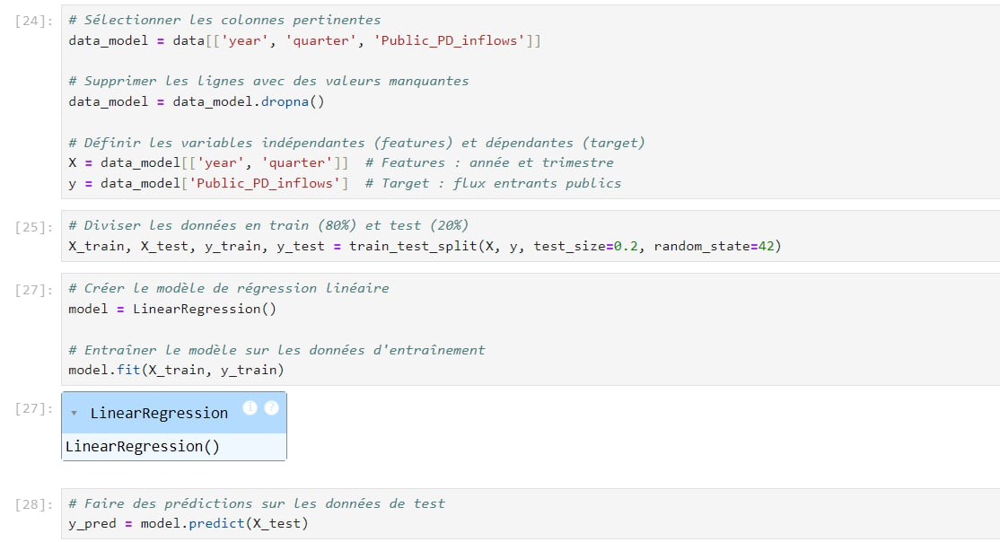 [24]: # Sélectionner les colonnes pertinentes
data_model = data[['year', 'quarter', 'Public_PD_inflows']]
# Supprimer les lignes avec des valeurs manquantes
data_model = data_model.dropna()
# Définir les variables indépendantes (features) et dépendantes (target)
X = data_model[['year', 'quarter']]  # Features : année et trimestre
y = data_model['Public_PD_inflows']  # Target : flux entrants publics
[25]: # Diviser les données en train (80%) et test (20%)
X_train, X_test, y_train, y_test = train_test_split(X, y, test_size=0.2, random_state=42)
[27]: # Créer le modèle de régression linéaire
model = LinearRegression()
# Entraîner le modèle sur les données d'entraînement
model.fit(X_train, y_train)
[27]: ▾ LinearRegression i ?
LinearRegression()
[28]: # Faire des prédictions sur les données de test
y_pred = model.predict(X_test)